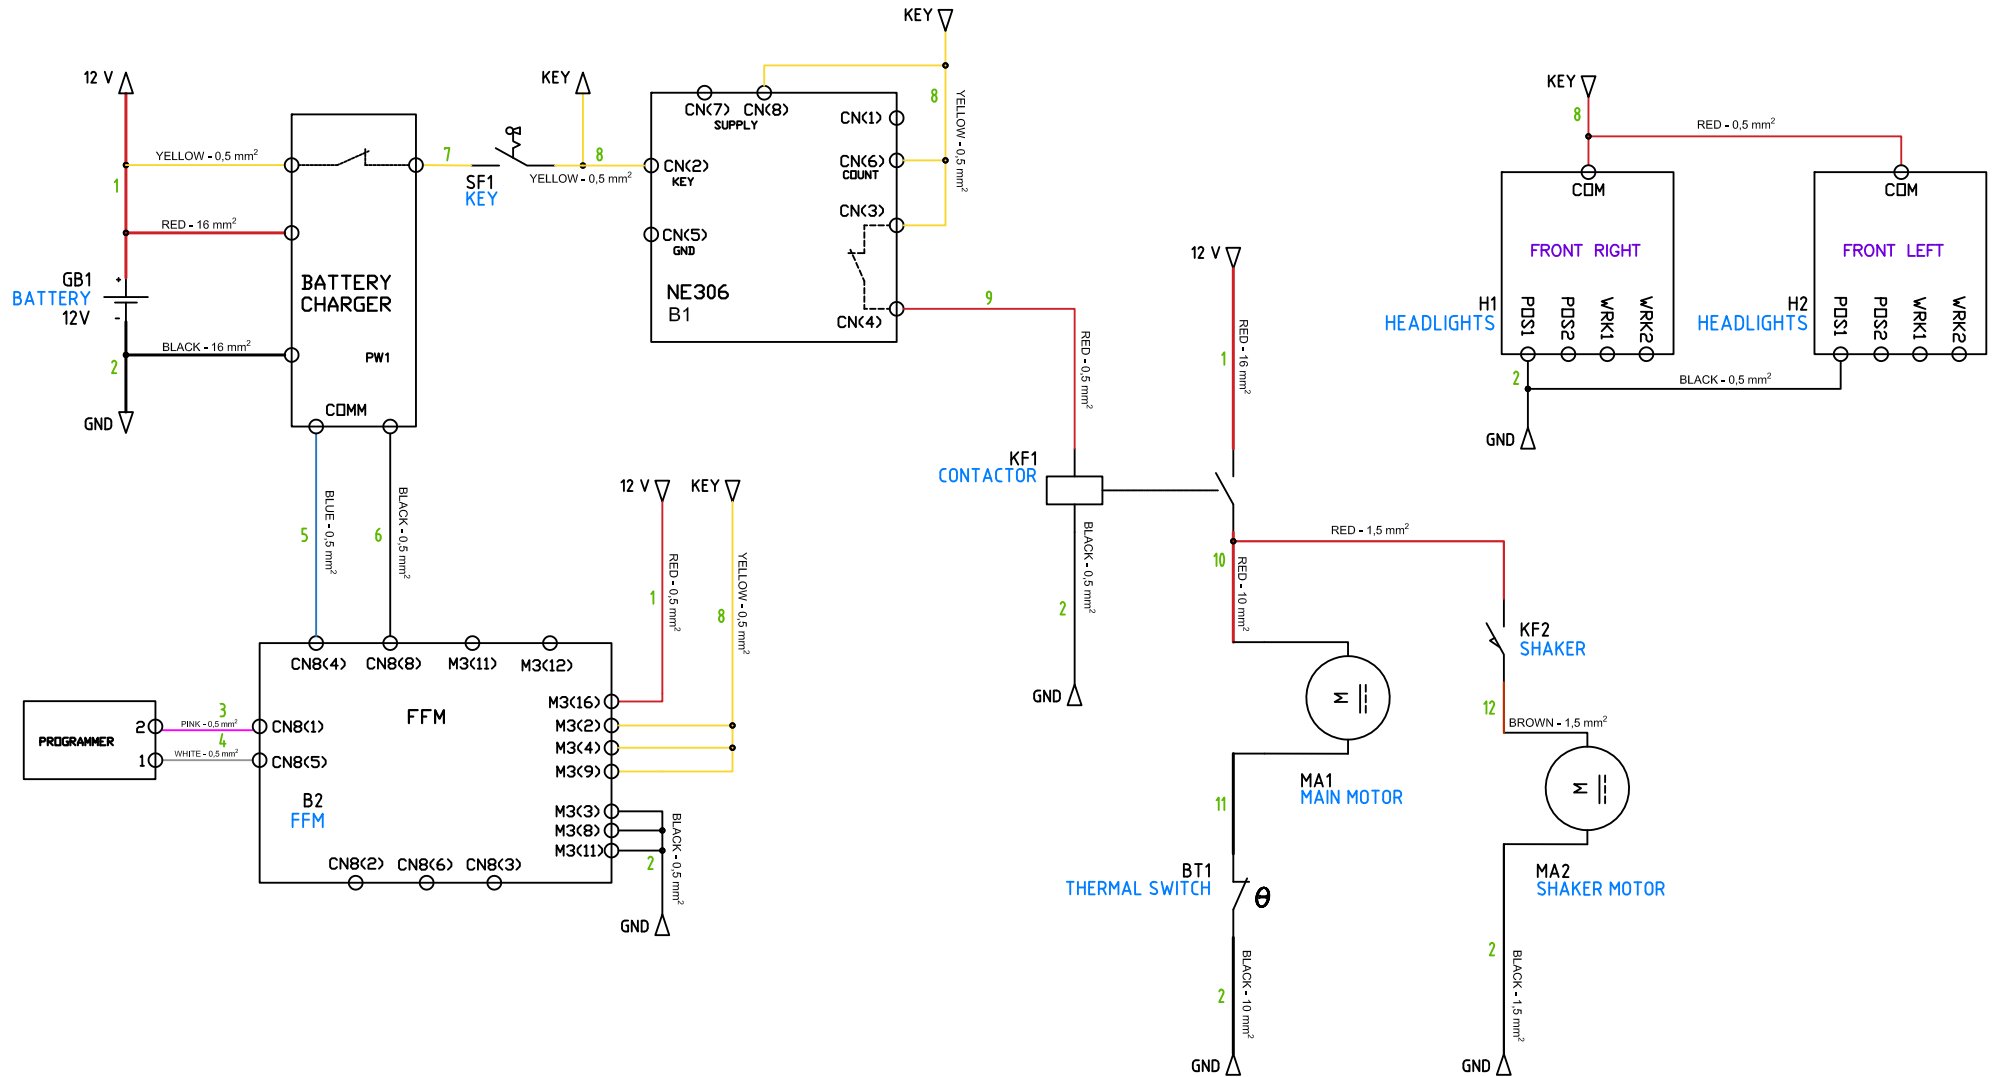 KEY
12 V
KEY
KEY
CN(7)
CN(8)
SUPPLY
8
YELLOW - 0,5 mm²
CN(1)
8
RED - 0,5 mm²
YELLOW - 0,5 mm²
7
8
CN(2)
KEY
CN(6)
COUNT
1
SF1
KEY
YELLOW - 0,5 mm²
COM
COM
RED - 16 mm²
CN(3)
CN(5)
GND
12 V
FRONT RIGHT
FRONT LEFT
GB1
BATTERY
12V
+
-
BATTERY
CHARGER
NE306
B1
9
CN(4)
H1
HEADLIGHTS
POS1
POS2
WRK1
WRK2
H2
HEADLIGHTS
POS1
POS2
WRK1
WRK2
BLACK - 16 mm²
PW1
2
RED - 0,5 mm²
1
RED - 16 mm²
2
BLACK - 0,5 mm²
COMM
GND
GND
KF1
CONTACTOR
12 V
KEY
5
BLUE - 0,5 mm²
6
BLACK - 0,5 mm²
1
RED - 0,5 mm²
8
YELLOW - 0,5 mm²
2
BLACK - 0,5 mm²
10
RED - 10 mm²
RED - 1,5 mm²
KF2
SHAKER
CN8(4)
CN8(8)
M3(11)
M3(12)
GND
M
12
BROWN - 1,5 mm²
M3(16)
FFM
M3(2)
M3(4)
M3(9)
3
PINK - 0,5 mm²
4
WHITE - 0,5 mm²
PROGRAMMER
2
1
CN8(1)
CN8(5)
B2
FFM
MA1
MAIN MOTOR
M
11
M3(3)
M3(8)
M3(11)
2
BLACK - 0,5 mm²
CN8(2)
CN8(6)
CN8(3)
BT1
THERMAL SWITCH
θ
MA2
SHAKER MOTOR
GND
2
BLACK - 10 mm²
2
BLACK - 1,5 mm²
GND
GND